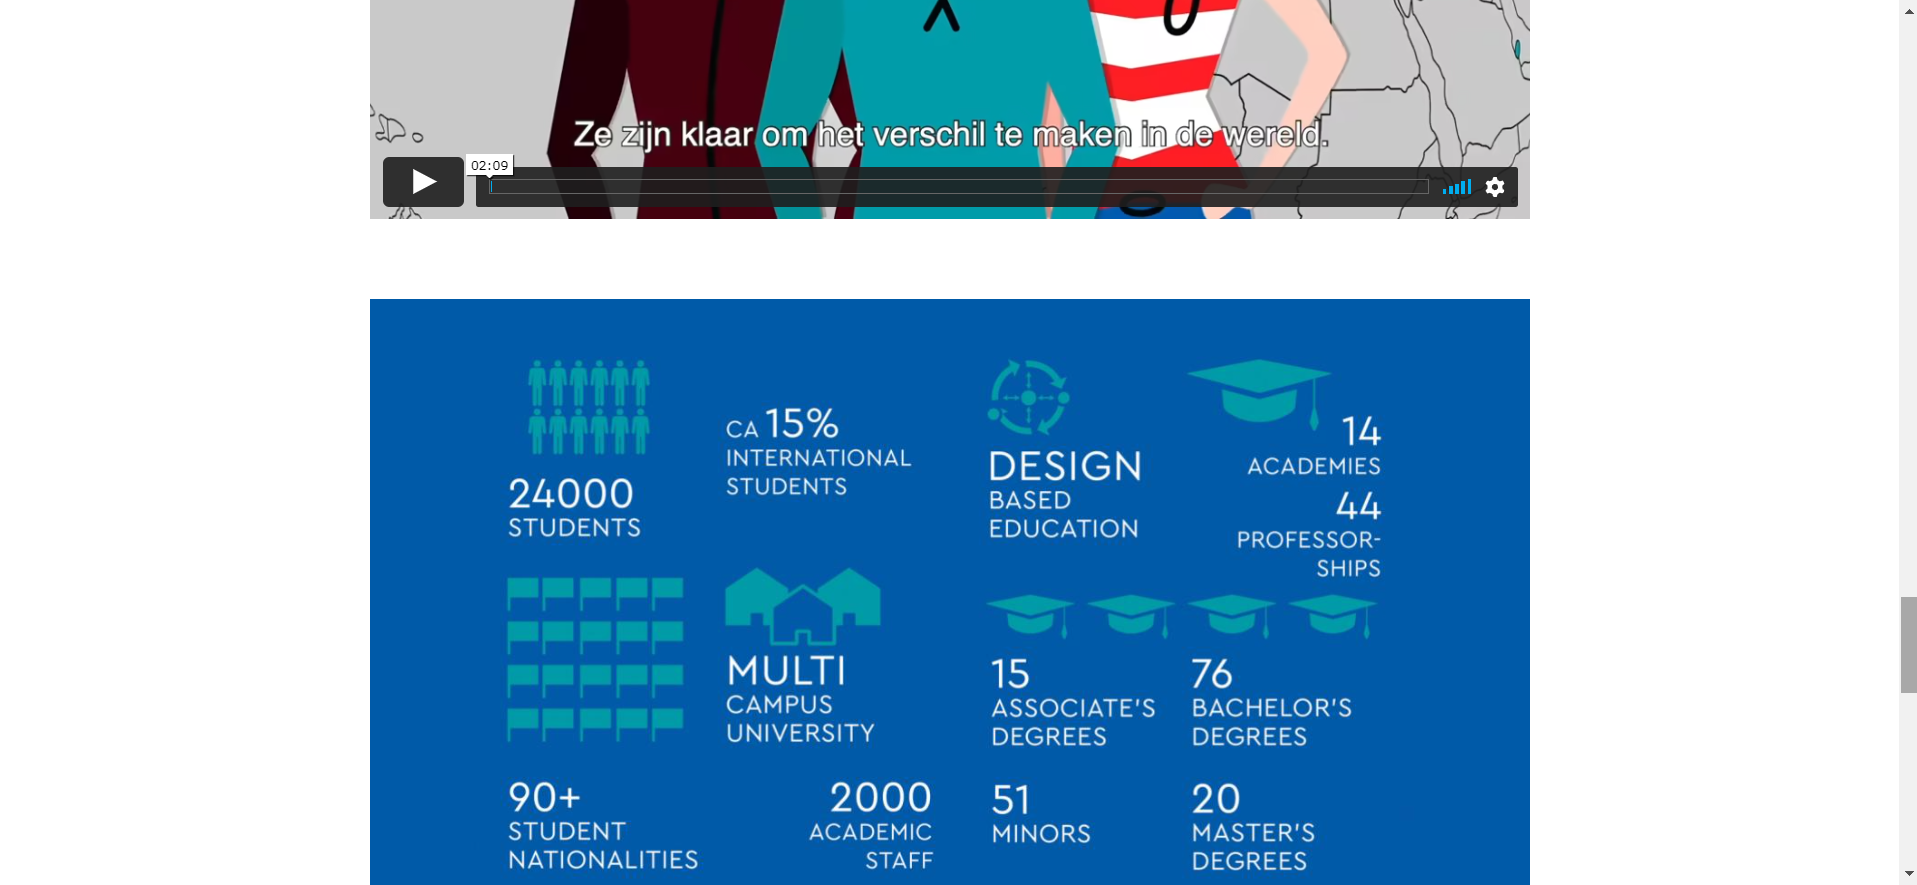 Ze zijn klaar om het verschil te maken in de wereld.
02:09
24000
STUDENTS
CA 15%
INTERNATIONAL
STUDENTS
DESIGN
BASED
EDUCATION
14
ACADEMIES
44
PROFESSOR-
SHIPS
MULTI
CAMPUS
UNIVERSITY
15
ASSOCIATE'S
DEGREES
76
BACHELOR'S
DEGREES
90+
STUDENT
NATIONALITIES
2000
ACADEMIC
STAFF
51
MINORS
20
MASTER'S
DEGREES